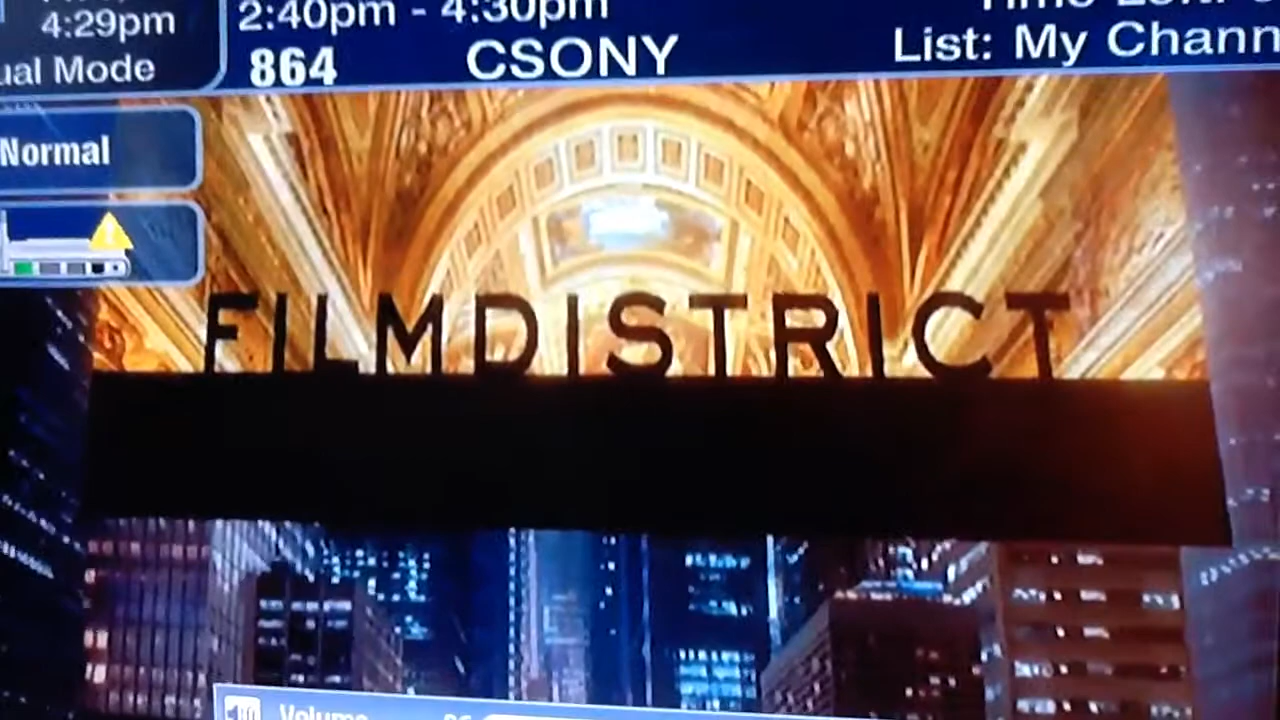 4:29pm
ual Mode
2:40pm - 4:30pm
864 CSONY
List: My Chann
Normal
FILMDISTRICT
Volume